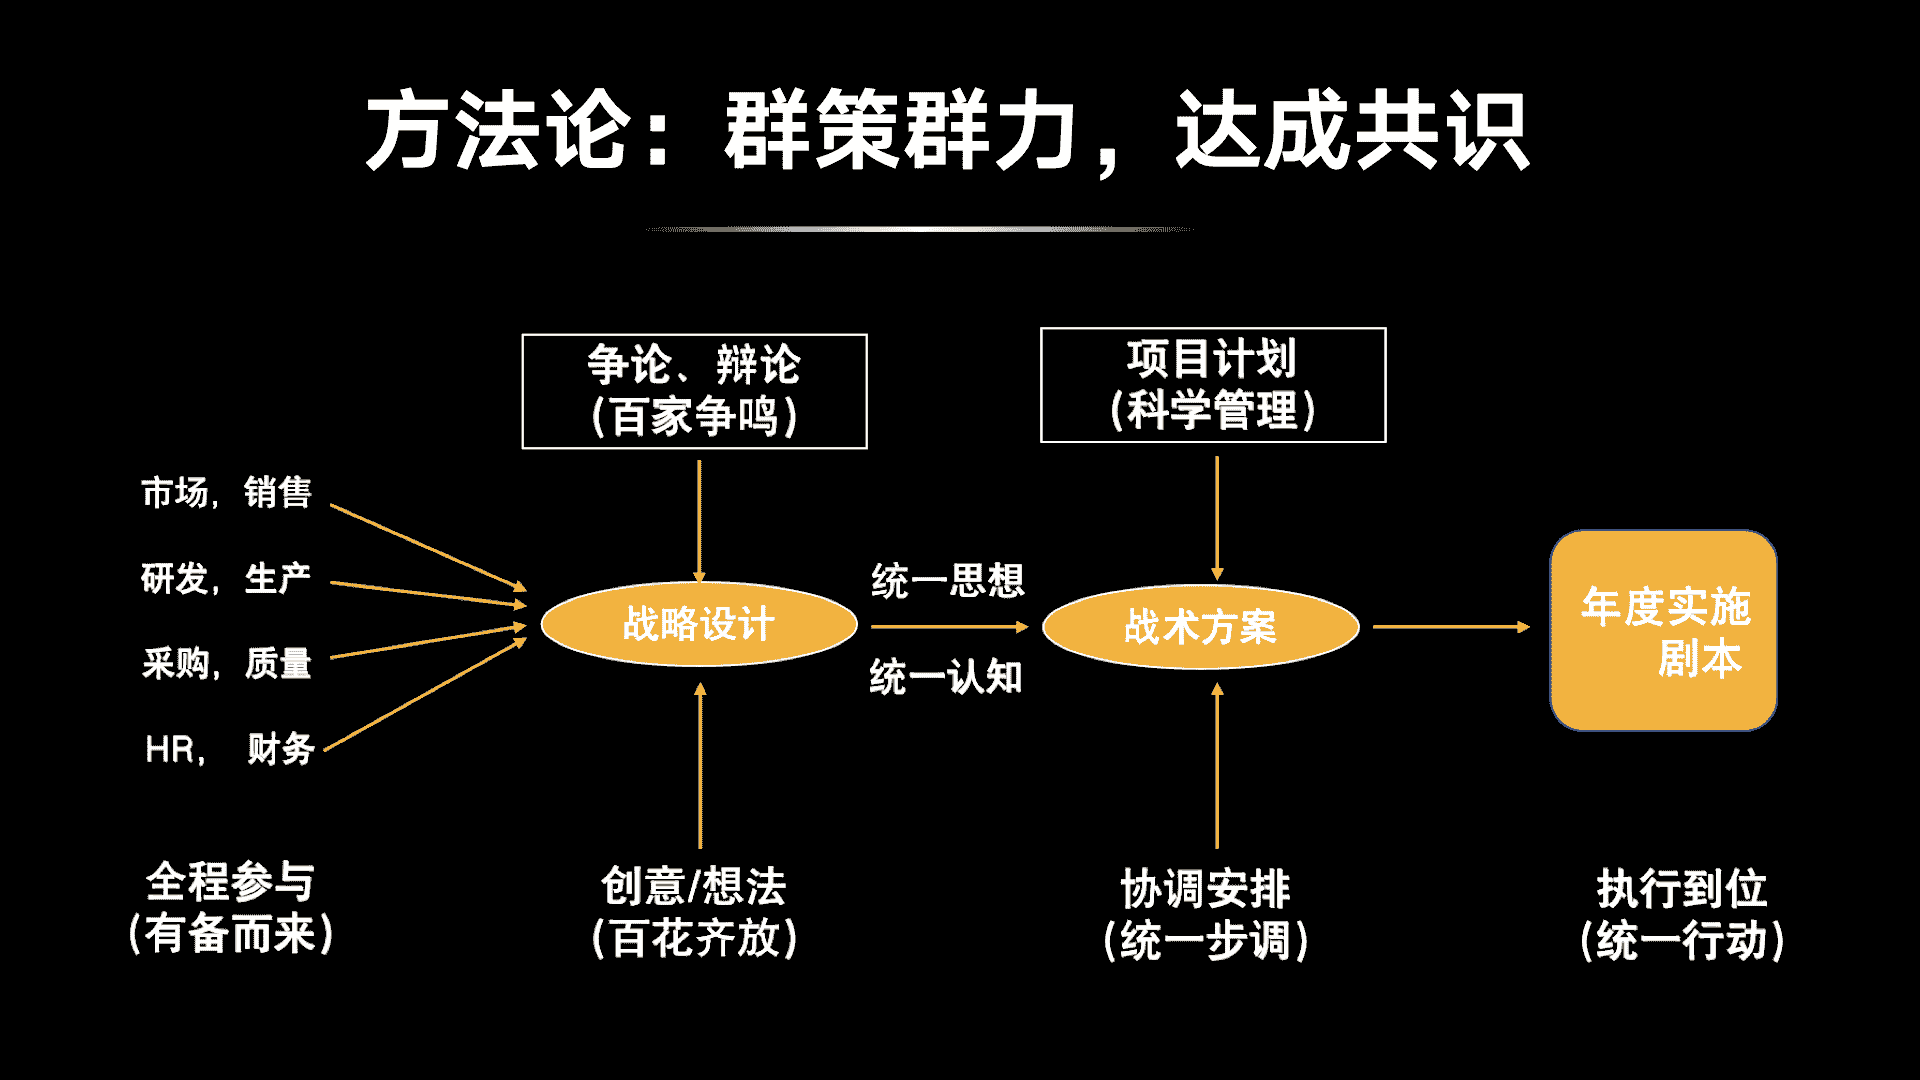 方法论：群策群力，达成共识
争论、辩论
(百家争鸣)
项目计划
(科学管理)
市场，销售
研发，生产
采购，质量
HR， 财务
战略设计
统一思想
统一认知
战术方案
年度实施
剧本
全程参与
(有备而来)
创意/想法
(百花齐放)
协调安排
(统一步调)
执行到位
(统一行动)